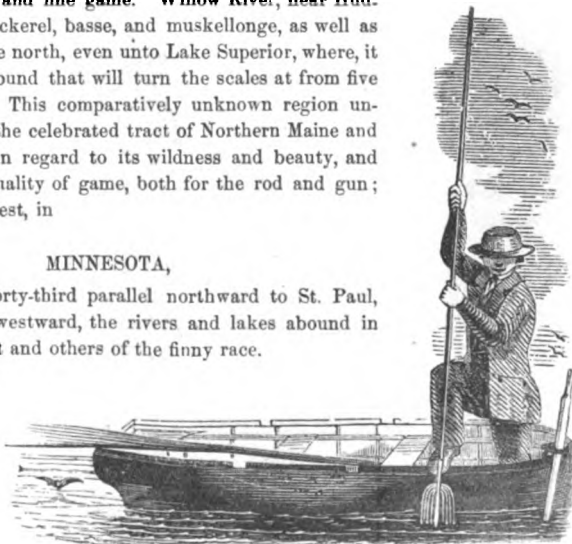 and fine game. Willow River, near Hud-
ckerel, basse, and muskellonge, as well as
e north, even unto Lake Superior, where, it
ound that will turn the scales at from five
This comparatively unknown region un-
he celebrated tract of Northern Maine and
n regard to its wildness and beauty, and
uality of game, both for the rod and gun;
est, in
MINNESOTA,
orty-third parallel northward to St. Paul,
westward, the rivers and lakes abound in
t and others of the finny race.